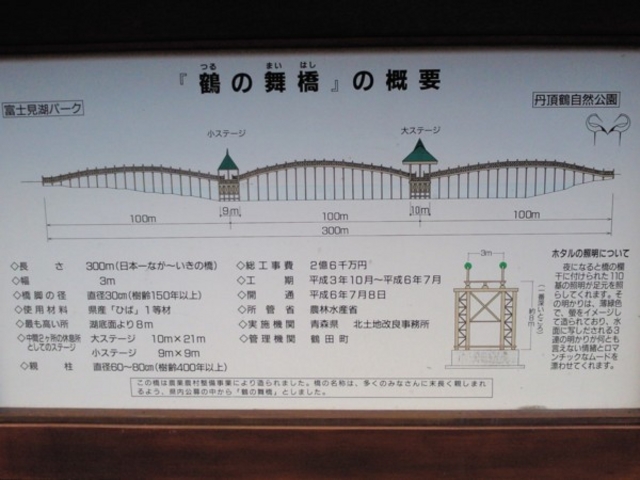 つる まい はし
『鶴の舞橋』の概要
富士見湖パーク
丹頂鶴自然公園
小ステージ
大ステージ
9m
10m
100m
100m
100m
300m
◇長さ 300m(日本一なが〜いきの橋)
◇幅 3m
◇橋脚の径 直径30㎝(樹齢150年以上)
◇使用材料 県産「ひば」1等材
◇最も高い所 湖底面より8m
◇中間2ヶ所の休憩所 大ステージ 10m×21m
としてのステージ
小ステージ 9m×9m
◇親柱 直径60〜80㎝(樹齢400年以上)
◇総工事費 2億6千万円
◇工期 平成3年10月〜平成6年7月
◇開通 平成6年7月8日
◇所管省 農林水産省
◇実施機関 青森県 北土地改良事務所
◇管理機関 鶴田町
3m
(一番深いところ)
約8m
ホタルの照明について
夜になると橋の欄
干に付けられた110
基の照明が足元を照
らしてくれます。そ
の明かりは、薄緑色
で、螢をイメージし
て造られており、水
面に写しだされる3
連の明かりが何とも
言えない情緒とロマ
ンチックなムードを
漂わせてくれます。
この橋は農業農村整備事業により造られました。橋の名称は、多くのみなさんに末長く親しまれ
るよう、県内公募の中から「鶴の舞橋」としました。